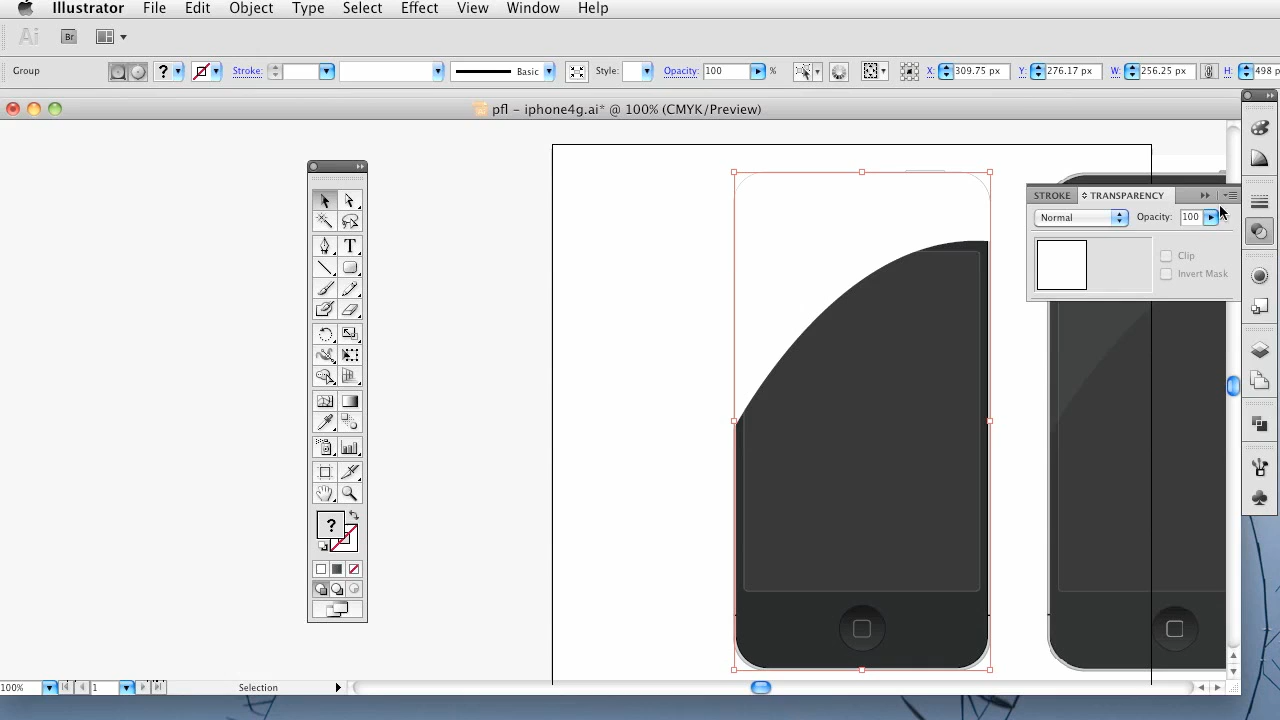 Illustrator File Edit Object Type Select Effect View Window Help
Ai Br
Group ? Stroke: Basic Style: Opacity: 100 % X: 309.75 px Y: 276.17 px W: 256.25 px H: 498 px
pfl - iphone4g.ai* @ 100% (CMYK/Preview)
STROKE TRANSPARENCY
Normal Opacity: 100
Clip
Invert Mask
T
?
100% 1 Selection